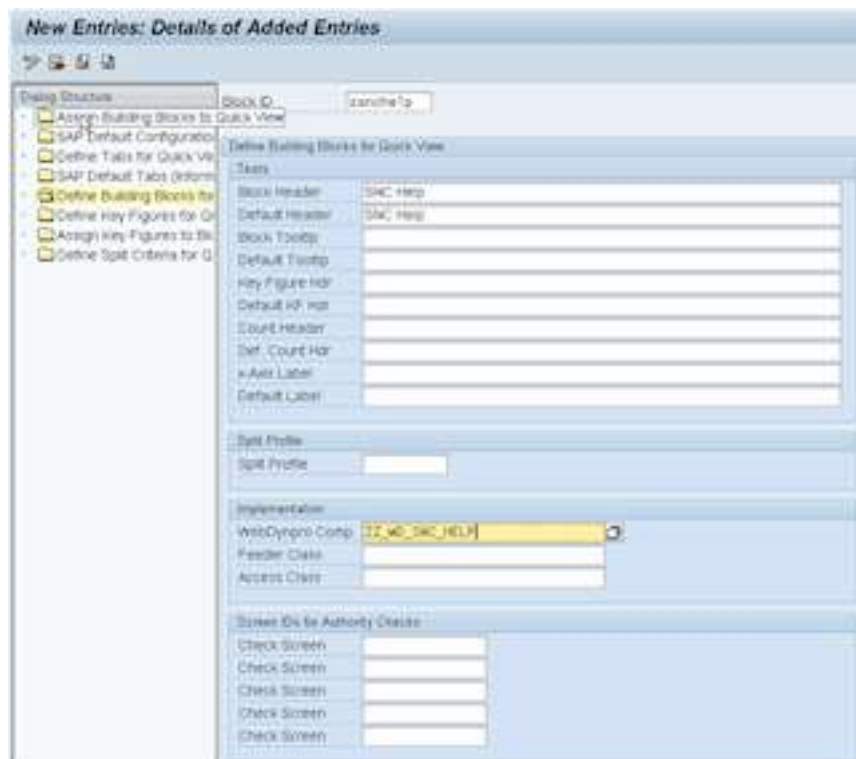 New Entries: Details of Added Entries
Dialog Structure
Assign Building Blocks to Quick View
SAP Default Configuratio
Define Tabs for Quick Vie
SAP Default Tabs (Inform
Define Building Blocks for
Define Key Figures for Q
Assign Key Figures to Blo
Define Split Criteria for Q
Block ID
Define Building Blocks for Quick View
Texts
Block Header SNC Help
Default Header SNC Help
Block Tooltip
Default Tooltip
Key Figure Hdr
Default KF Hdr
Count Header
Def. Count Hdr
x-Axis Label
Default Label
Split Profile
Split Profile
Implementation
WebDynpro Comp ZZ_WD_SNC_HELP
Feeder Class
Access Class
Screen IDs for Authority Checks
Check Screen
Check Screen
Check Screen
Check Screen
Check Screen